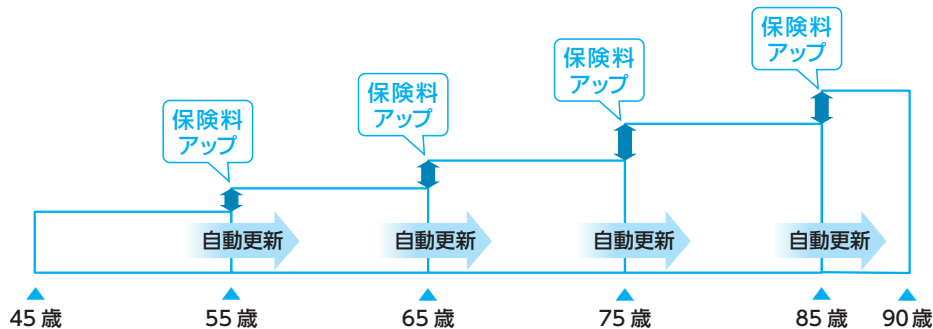 保険料
アップ
保険料
アップ
保険料
アップ
保険料
アップ
自動更新
自動更新
自動更新
自動更新
45歳
55歳
65歳
75歳
85歳
90歳